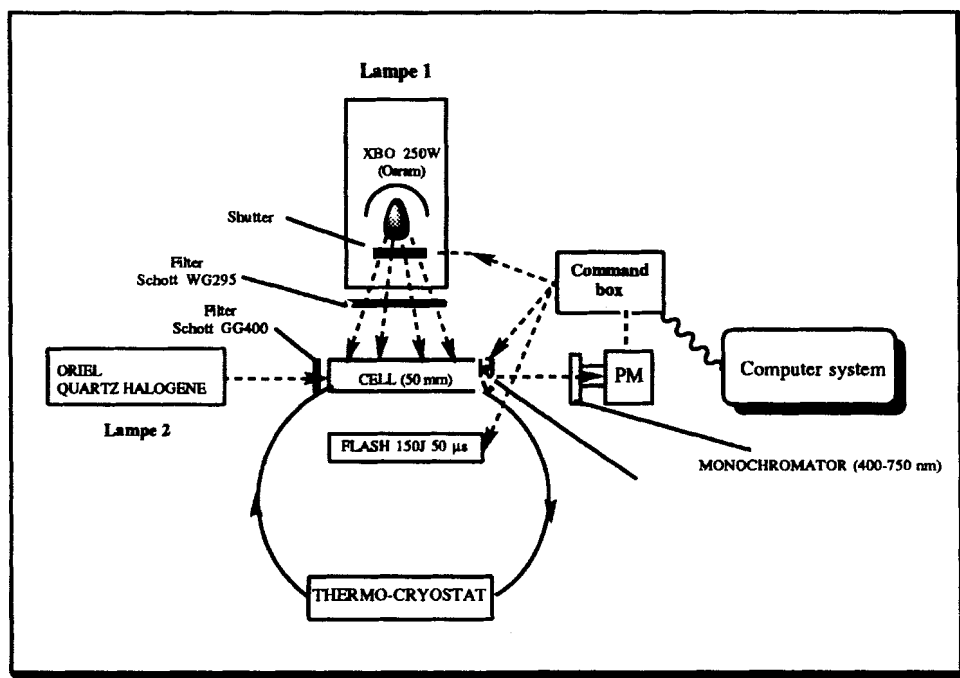 Lampe 1
XBO 250W
(Osram)
Shutter
Filter
Schott WG295
Filter
Schott GG400
Command
box
ORIEL
QUARTZ HALOGENE
CELL (50 mm)
PM
Computer system
Lampe 2
FLASH 150J 50 µs
MONOCHROMATOR (400-750 nm)
THERMO-CRYOSTAT